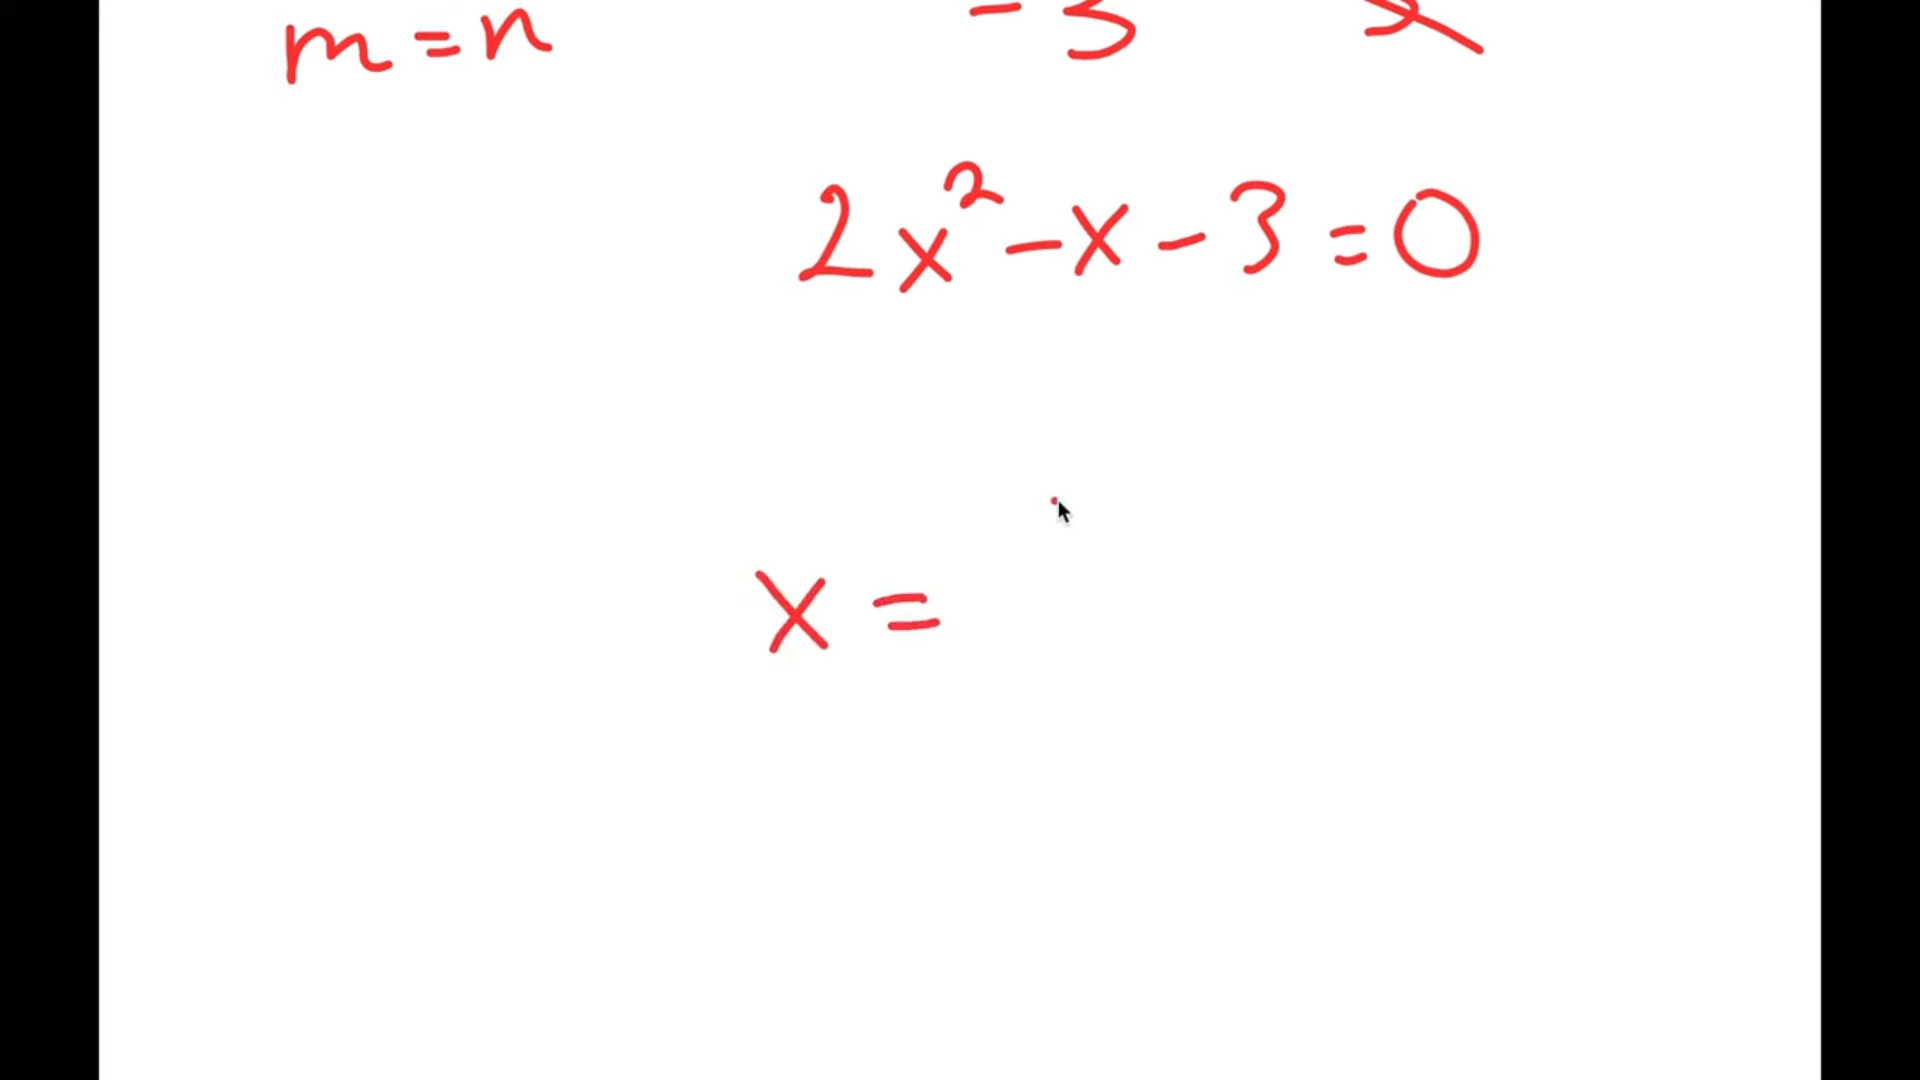 m = n - 3
2x² - x - 3 = 0
x =